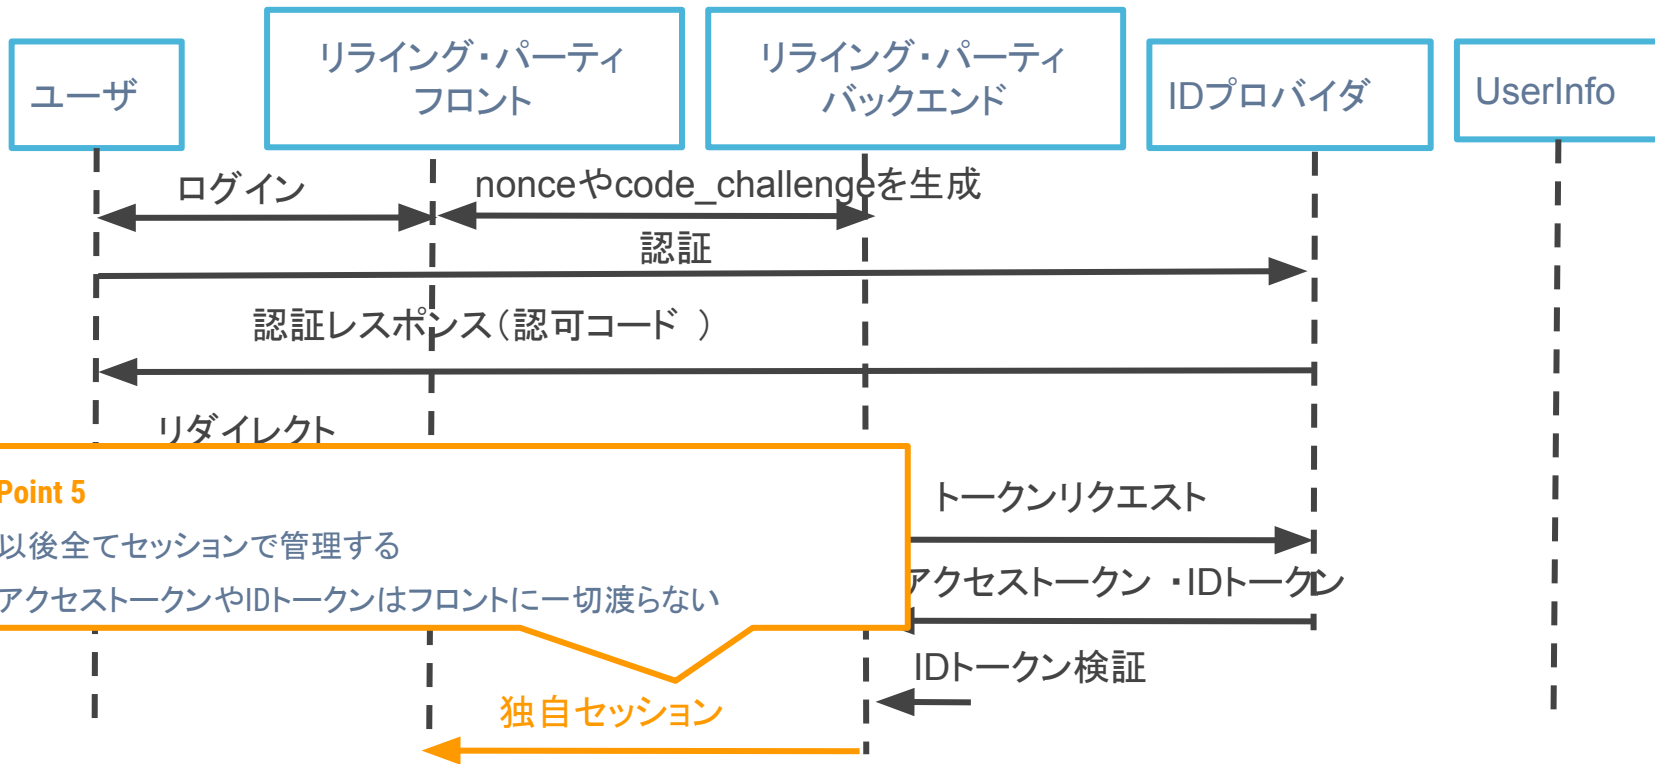 ユーザ
リライング・パーティ
フロント
リライング・パーティ
バックエンド
IDプロバイダ
UserInfo
ログイン
nonceやcode_challengeを生成
認証
認証レスポンス(認可コード )
リダイレクト
Point 5
以後全てセッションで管理する
アクセストークンやIDトークンはフロントに一切渡らない
トークンリクエスト
アクセストークン ・IDトークン
IDトークン検証
独自セッション